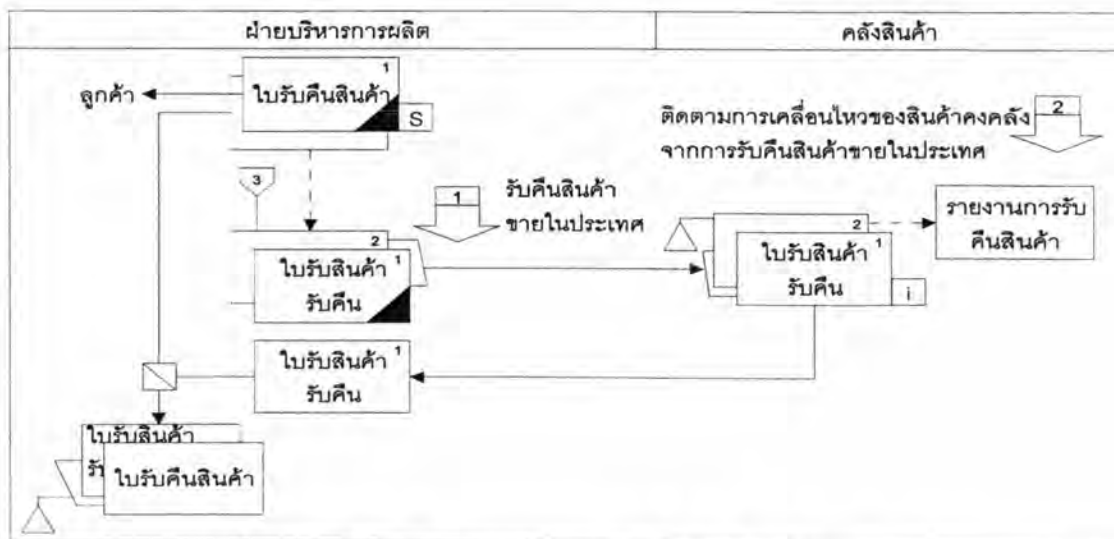 ฝ่ายบริหารการผลิต
คลังสินค้า
1
ใบรับคืนสินค้า
ลูกค้า
S
3
1
รับคืนสินค้า
ขายในประเทศ
2
ใบรับสินค้า 1
รับคืน
2
ติดตามการเคลื่อนไหวของสินค้าคงคลัง
จากการรับคืนสินค้าขายในประเทศ
2
ใบรับสินค้า 1
รับคืน
i
รายงานการรับ
คืนสินค้า
ใบรับสินค้า 1
รับคืน
ใบรับสินค้า
ใบรับคืนสินค้า